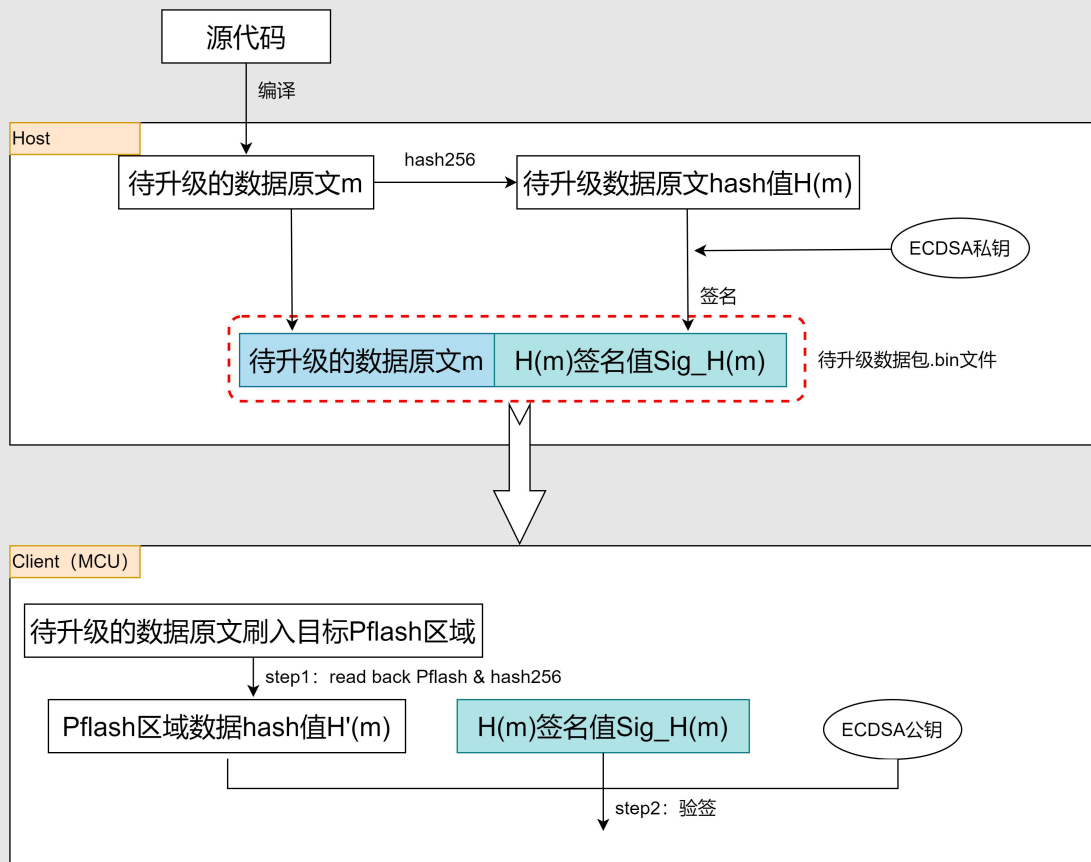 源代码
编译
Host
待升级的数据原文m
hash256
待升级数据原文hash值H(m)
ECDSA私钥
签名
待升级的数据原文m
H(m)签名值Sig_H(m)
待升级数据包.bin文件
Client（MCU）
待升级的数据原文刷入目标Pflash区域
step1：read back Pflash & hash256
Pflash区域数据hash值H'(m)
H(m)签名值Sig_H(m)
ECDSA公钥
step2：验签